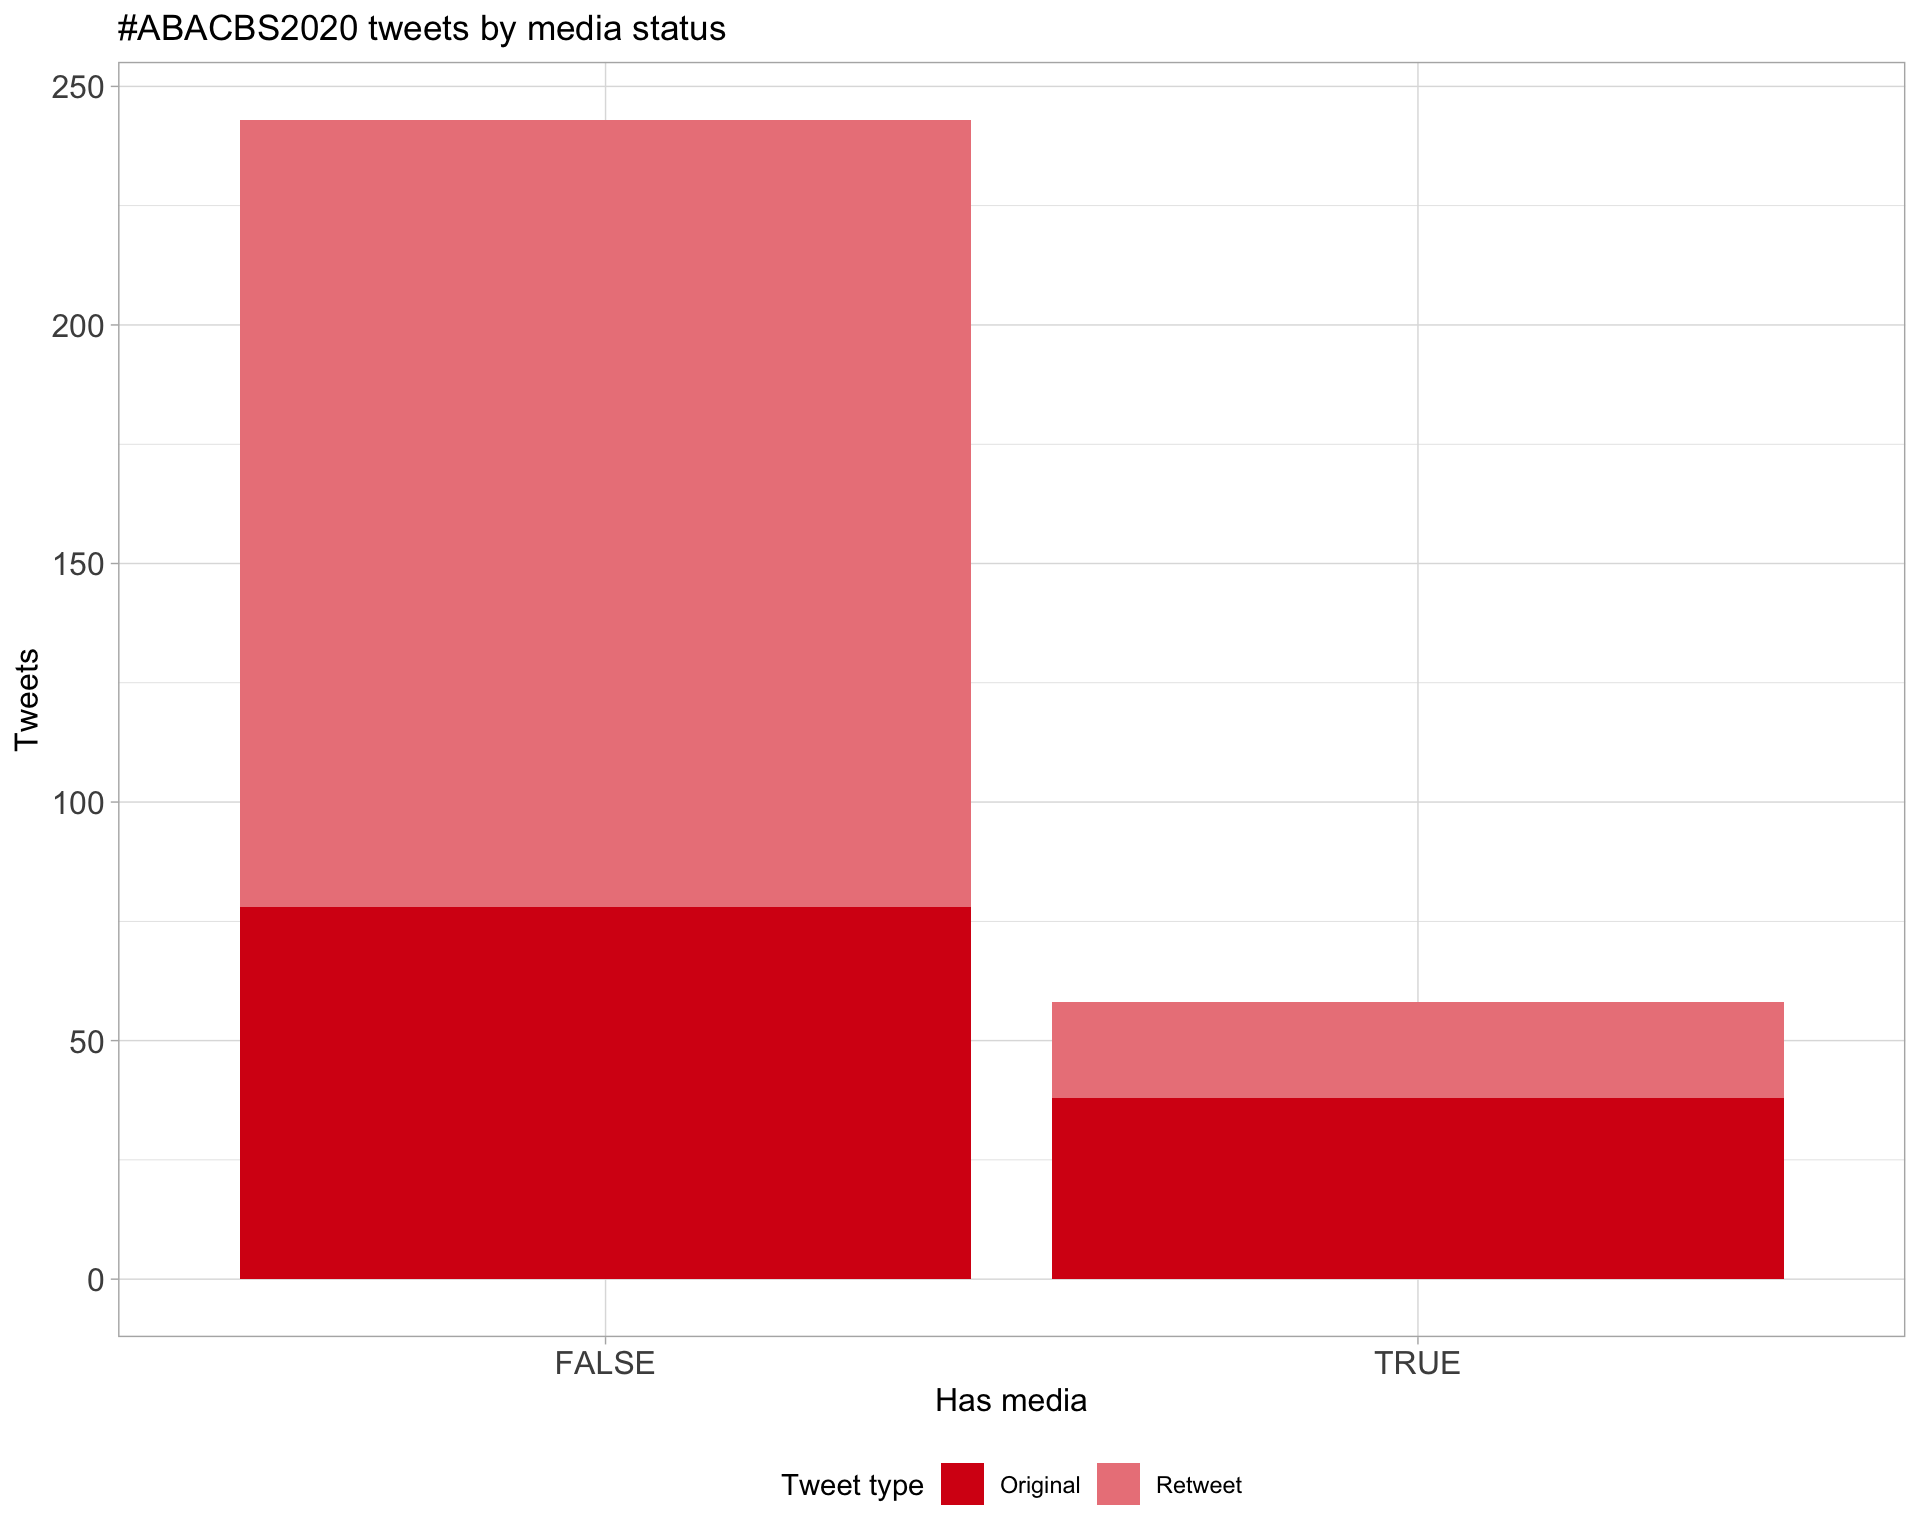 #ABACBS2020 tweets by media status
250
200
150
100
50
0
Tweets
FALSE
TRUE
Has media
Tweet type
Original
Retweet